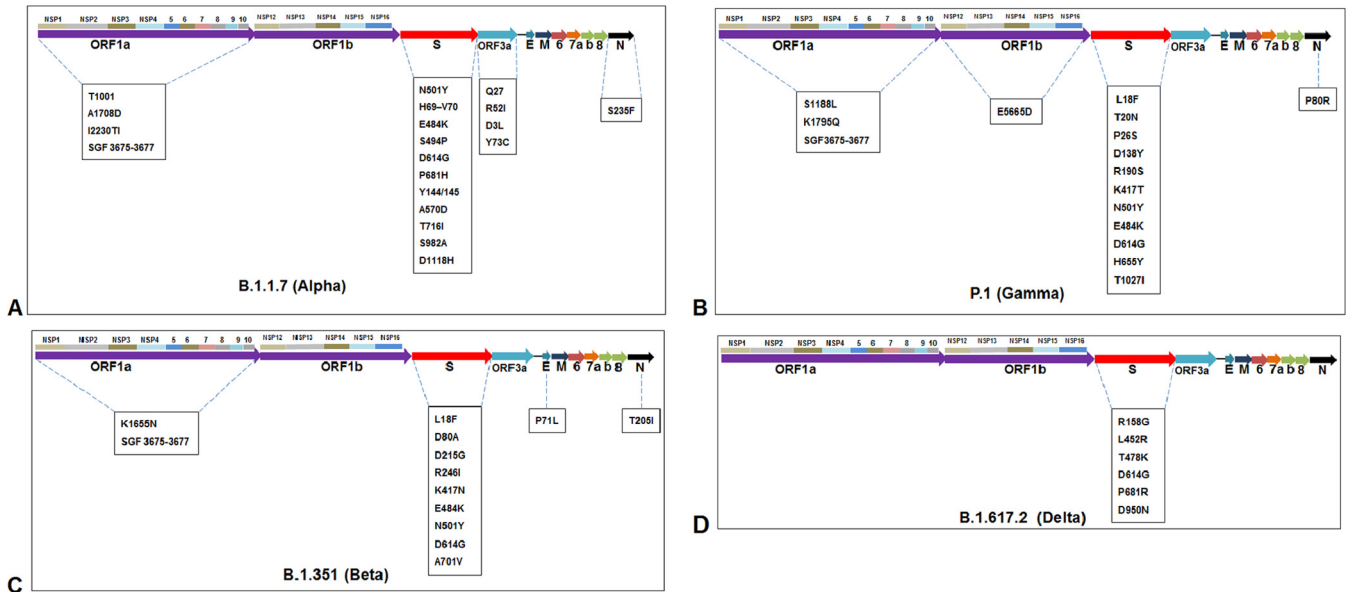 NSP1 NSP2 NSP3 NSP4 5 6 7 8 9 10 NSP12 NSP13 NSP14 NSP15 NSP16
ORF1a ORF1b S ORF3a E M 6 7a b 8 N
T1001
A1708D
I2230TI
SGF 3675-3677
N501Y
H69–V70
E484K
S494P
D614G
P681H
Y144/145
A570D
T716I
S982A
D1118H
Q27
R52I
D3L
Y73C
S235F
B.1.1.7 (Alpha)
A
NSP1 NSP2 NSP3 NSP4 5 6 7 8 9 10 NSP12 NSP13 NSP14 NSP15 NSP16
ORF1a ORF1b S ORF3a E M 6 7a b 8 N
S1188L
K1795Q
SGF 3675-3677
E5665D
L18F
T20N
P26S
D138Y
R190S
K417T
N501Y
E484K
D614G
H655Y
T1027I
P80R
P.1 (Gamma)
B
NSP1 NSP2 NSP3 NSP4 5 6 7 8 9 10 NSP12 NSP13 NSP14 NSP15 NSP16
ORF1a ORF1b S ORF3a E M 6 7a b 8 N
K1655N
SGF 3675-3677
L18F
D80A
D215G
R246I
K417N
E484K
N501Y
D614G
A701V
P71L
T205I
B.1.351 (Beta)
C
NSP1 NSP2 NSP3 NSP4 5 6 7 8 9 10 NSP12 NSP13 NSP14 NSP15 NSP16
ORF1a ORF1b S ORF3a E M 6 7a b 8 N
R158G
L452R
T478K
D614G
P681R
D950N
B.1.617.2 (Delta)
D